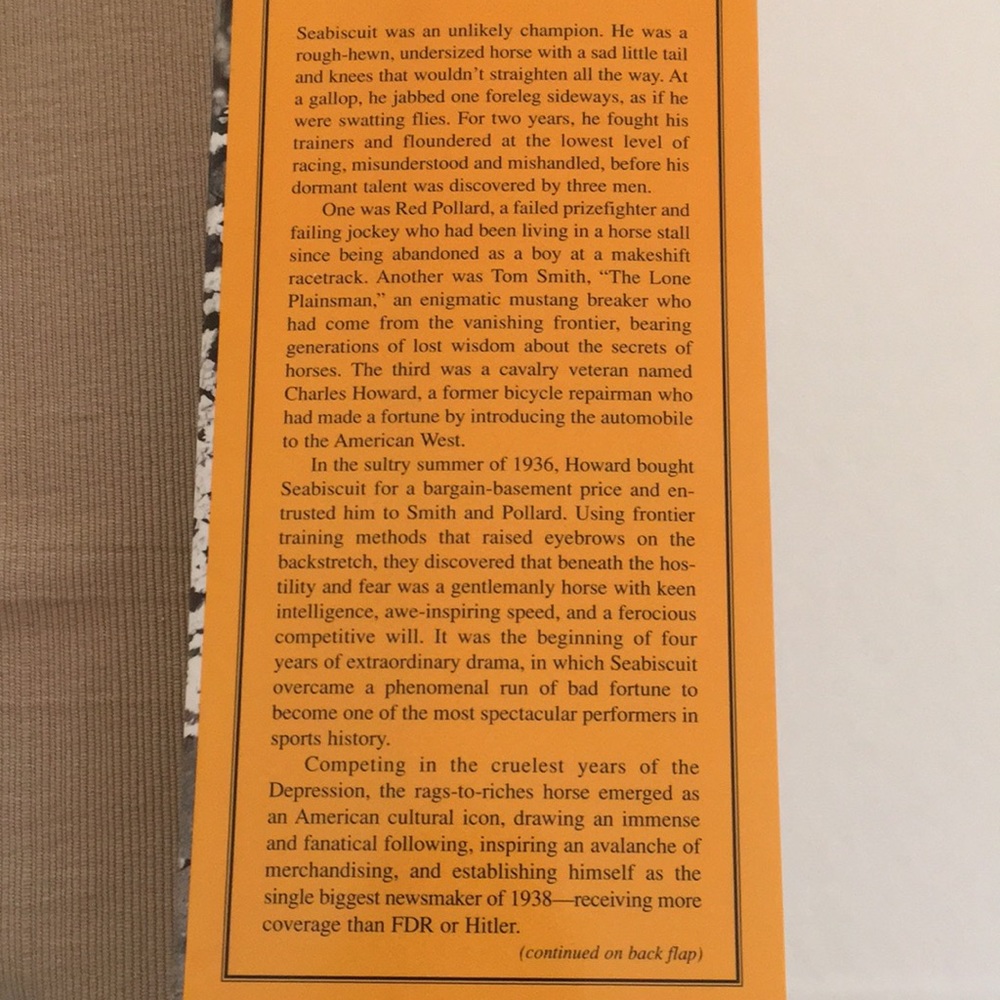 Seabiscuit was an unlikely champion. He was a
rough-hewn, undersized horse with a sad little tail
and knees that wouldn't straighten all the way. At
a gallop, he jabbed one foreleg sideways, as if he
were swatting flies. For two years, he fought his
trainers and floundered at the lowest level of
racing, misunderstood and mishandled, before his
dormant talent was discovered by three men.
One was Red Pollard, a failed prizefighter and
failing jockey who had been living in a horse stall
since being abandoned as a boy at a makeshift
racetrack. Another was Tom Smith, “The Lone
Plainsman,” an enigmatic mustang breaker who
had come from the vanishing frontier, bearing
generations of lost wisdom about the secrets of
horses. The third was a cavalry veteran named
Charles Howard, a former bicycle repairman who
had made a fortune by introducing the automobile
to the American West.
In the sultry summer of 1936, Howard bought
Seabiscuit for a bargain-basement price and en-
trusted him to Smith and Pollard. Using frontier
training methods that raised eyebrows on the
backstretch, they discovered that beneath the hos-
tility and fear was a gentlemanly horse with keen
intelligence, awe-inspiring speed, and a ferocious
competitive will. It was the beginning of four
years of extraordinary drama, in which Seabiscuit
overcame a phenomenal run of bad fortune to
become one of the most spectacular performers in
sports history.
Competing in the cruelest years of the
Depression, the rags-to-riches horse emerged as
an American cultural icon, drawing an immense
and fanatical following, inspiring an avalanche of
merchandising, and establishing himself as the
single biggest newsmaker of 1938—receiving more
coverage than FDR or Hitler.
(continued on back flap)